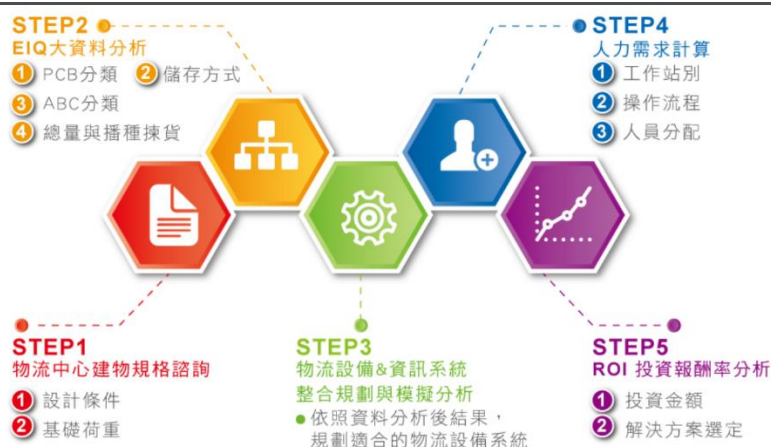 STEP1
物流中心建物規格諮詢
1 設計條件
2 基礎荷重
STEP2
EIQ大資料分析
1 PCB分類 2 儲存方式
3 ABC分類
4 總量與播種揀貨
STEP3
物流設備&資訊系統
整合規劃與模擬分析
依照資料分析後結果，
規劃適合的物流設備系統
STEP4
人力需求計算
1 工作站別
2 操作流程
3 人員分配
STEP5
ROI 投資報酬率分析
1 投資金額
2 解決方案選定